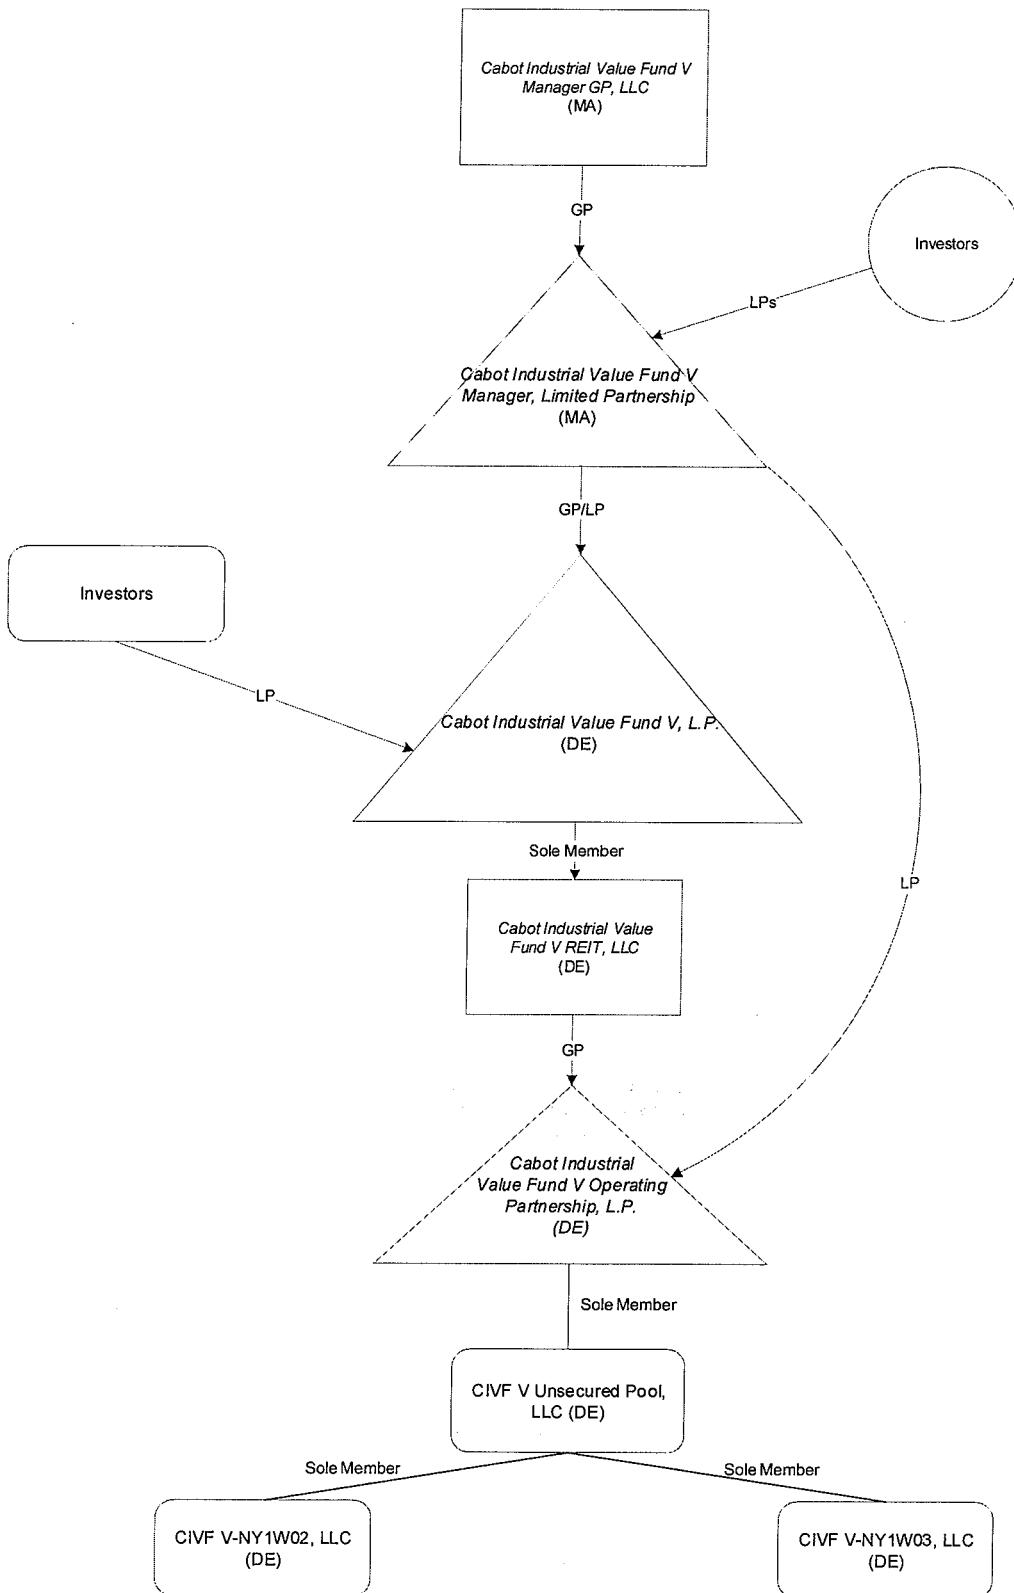 Cabot Industrial Value Fund V
Manager GP, LLC
(MA)
GP
Investors
LPs
Cabot Industrial Value Fund V
Manager, Limited Partnership
(MA)
GP/LP
Investors
LP
Cabot Industrial Value Fund V, L.P.
(DE)
Sole Member
LP
Cabot Industrial Value
Fund V REIT, LLC
(DE)
GP
Cabot Industrial
Value Fund V Operating
Partnership, L.P.
(DE)
Sole Member
CIVF V Unsecured Pool,
LLC (DE)
Sole Member
Sole Member
CIVF V-NY1W02, LLC
(DE)
CIVF V-NY1W03, LLC
(DE)